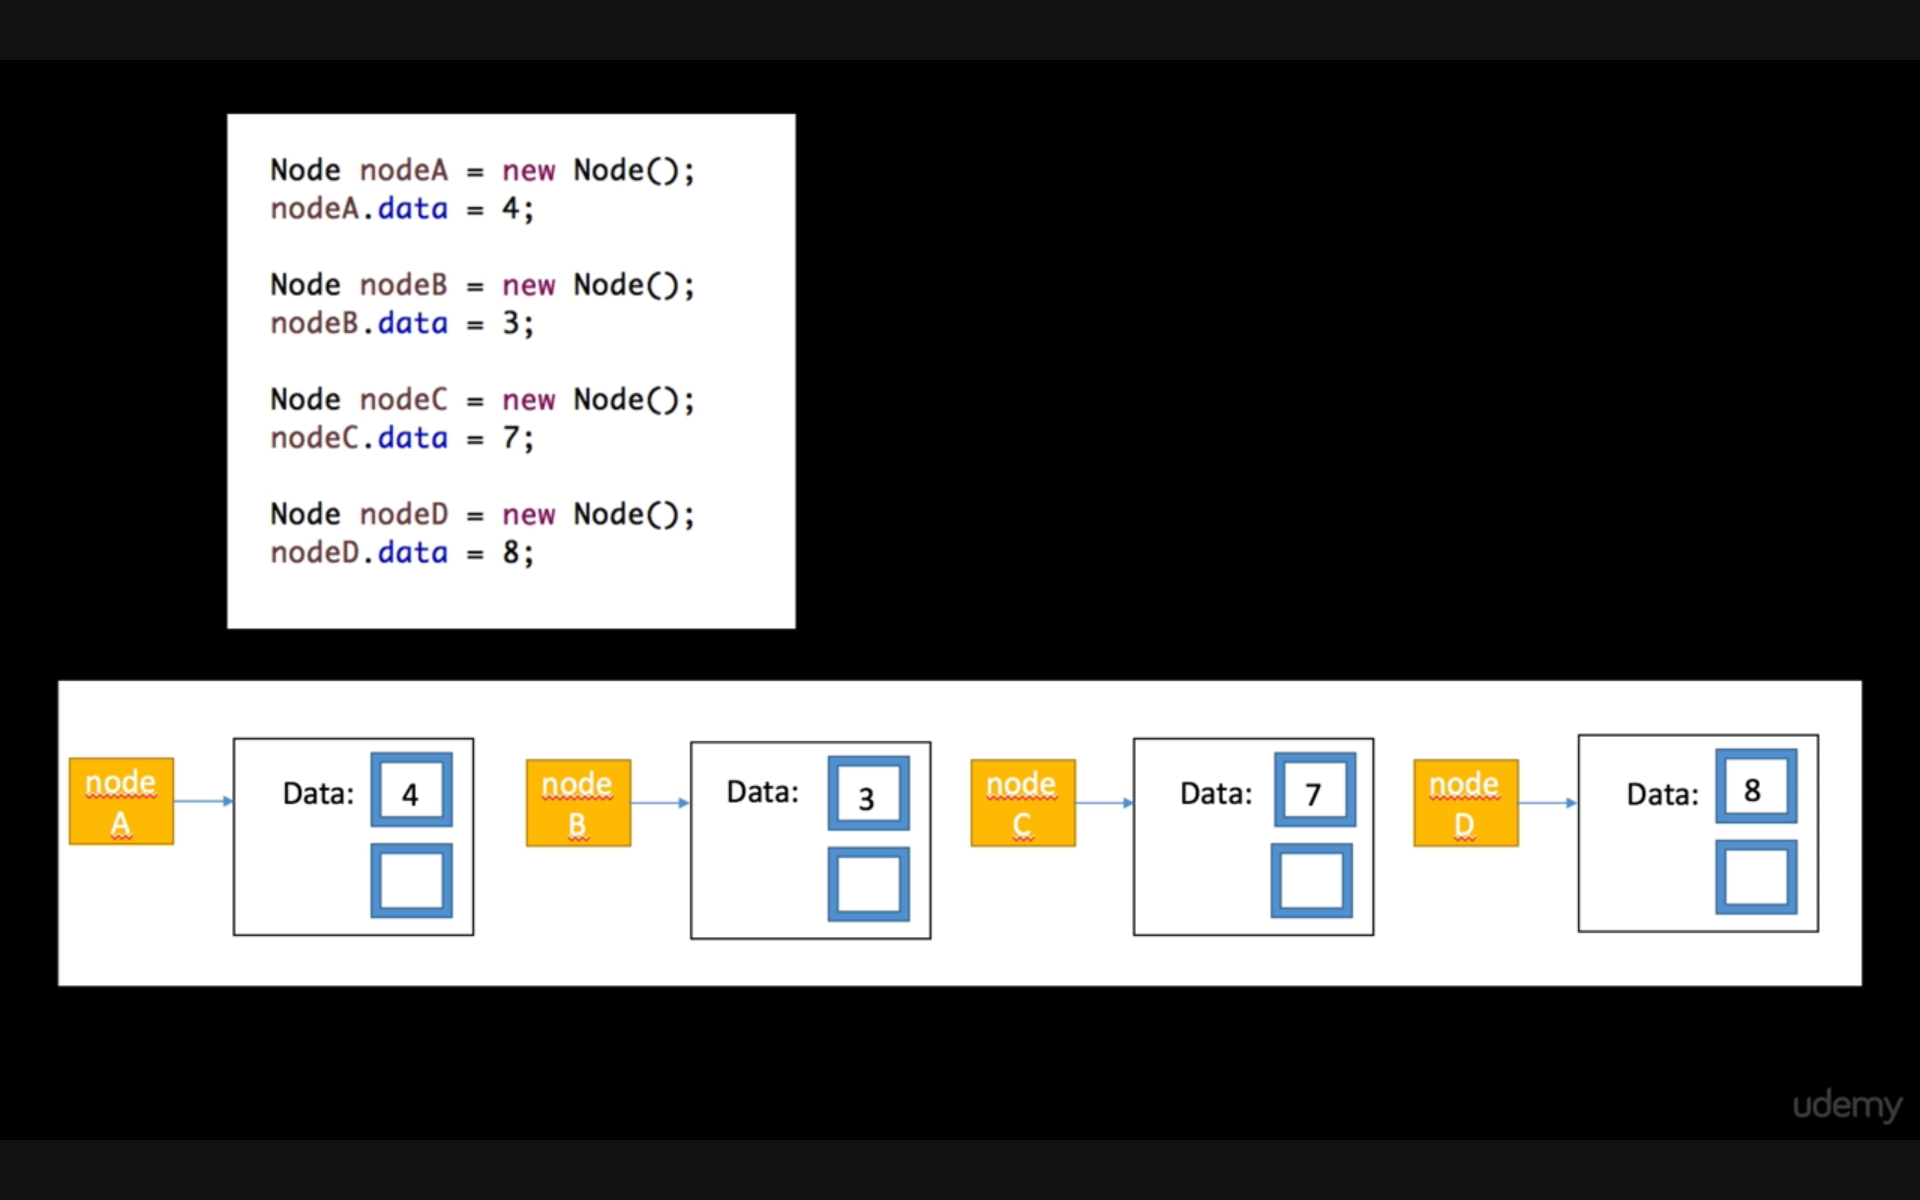 Node nodeA = new Node();
nodeA.data = 4;
Node nodeB = new Node();
nodeB.data = 3;
Node nodeC = new Node();
nodeC.data = 7;
Node nodeD = new Node();
nodeD.data = 8;
node
A
Data: 4
node
B
Data: 3
node
C
Data: 7
node
D
Data: 8
udemy